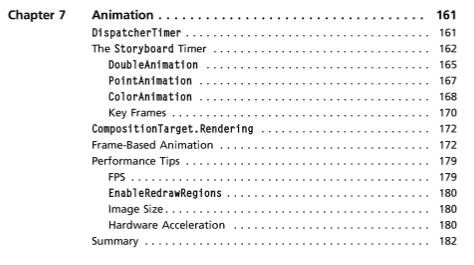 Chapter 7 Animation . . . . . . . . . . . . . . . . . . . . . . . . . . . . . . . . . 161
DispatcherTimer . . . . . . . . . . . . . . . . . . . . . . . . . . . . . . . . . 161
The Storyboard Timer . . . . . . . . . . . . . . . . . . . . . . . . . . . . . 162
DoubleAnimation . . . . . . . . . . . . . . . . . . . . . . . . . . . . . . 165
PointAnimation . . . . . . . . . . . . . . . . . . . . . . . . . . . . . . . 167
ColorAnimation . . . . . . . . . . . . . . . . . . . . . . . . . . . . . . . 168
Key Frames . . . . . . . . . . . . . . . . . . . . . . . . . . . . . . . . . . 170
CompositionTarget.Rendering . . . . . . . . . . . . . . . . . . . . . . 172
Frame-Based Animation . . . . . . . . . . . . . . . . . . . . . . . . . . . 172
Performance Tips . . . . . . . . . . . . . . . . . . . . . . . . . . . . . . . . 179
FPS . . . . . . . . . . . . . . . . . . . . . . . . . . . . . . . . . . . . . . . . 179
EnableRedrawRegions . . . . . . . . . . . . . . . . . . . . . . . . . . . 180
Image Size . . . . . . . . . . . . . . . . . . . . . . . . . . . . . . . . . . . 180
Hardware Acceleration . . . . . . . . . . . . . . . . . . . . . . . . . . 180
Summary . . . . . . . . . . . . . . . . . . . . . . . . . . . . . . . . . . . . . 182